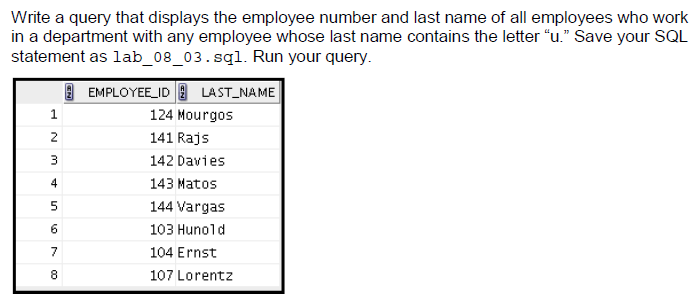 Write a query that displays the employee number and last name of all employees who work
in a department with any employee whose last name contains the letter “u.” Save your SQL
statement as lab_08_03.sql. Run your query.
EMPLOYEE_ID LAST_NAME
1 124 Mourgos
2 141 Rajs
3 142 Davies
4 143 Matos
5 144 Vargas
6 103 Hunold
7 104 Ernst
8 107 Lorentz